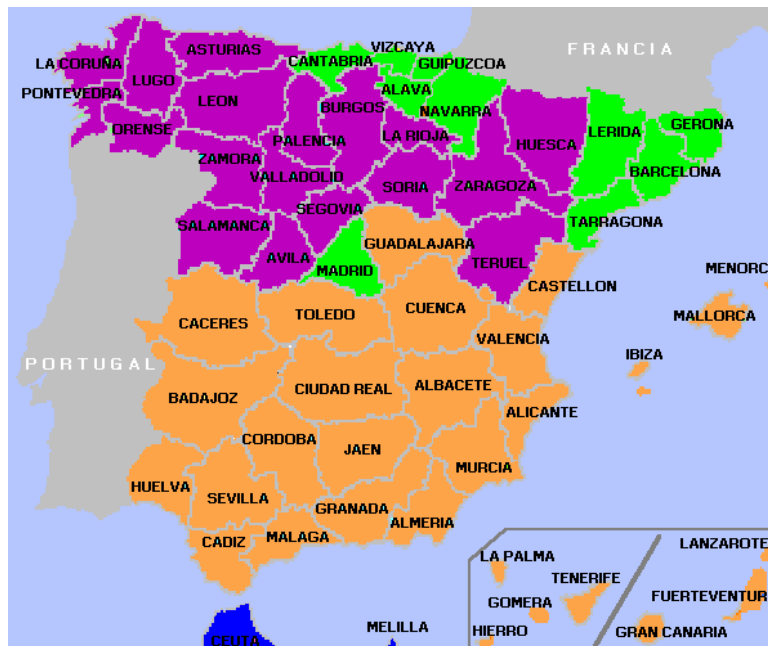 VIZCAYA
FRANCIA
ASTURIAS
CANTABRIA
GUIPUZCOA
LA CORUÑA
LUGO
PONTEVEDRA
LEON
BURGOS
ALAVA
NAVARRA
ORENSE
PALENCIA
LA RIOJA
HUESCA
LERIDA
GERONA
ZAMORA
VALLADOLID
SORIA
ZARAGOZA
BARCELONA
SEGOVIA
SALAMANCA
TARRAGONA
AVILA
MADRID
GUADALAJARA
TERUEL
CASTELLON
MENORC
CACERES
TOLEDO
CUENCA
MALLORCA
VALENCIA
IBIZA
PORTUGAL
BADAJOZ
CIUDAD REAL
ALBACETE
ALICANTE
CORDOBA
JAEN
MURCIA
HUELVA
SEVILLA
GRANADA
ALMERIA
CADIZ
MALAGA
LA PALMA
TENERIFE
LANZAROTE
GOMERA
FUERTEVENTUR
HIERRO
GRAN CANARIA
CEUTA
MELILLA